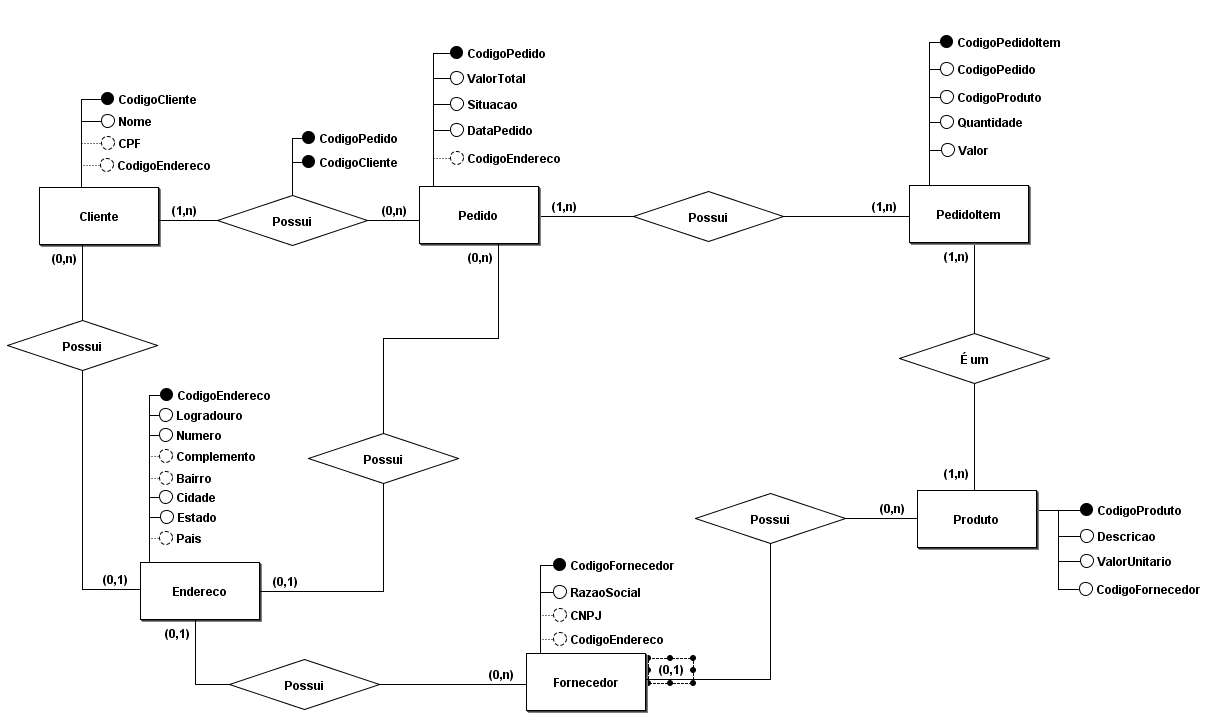 CodigoCliente
Nome
CPF
CodigoEndereco
Cliente
(1,n)
(0,n)
CodigoPedido
CodigoCliente
Possui
(0,n)
CodigoPedido
ValorTotal
Situacao
DataPedido
CodigoEndereco
Pedido
(1,n)
(0,n)
Possui
(1,n)
CodigoPedidoItem
CodigoPedido
CodigoProduto
Quantidade
Valor
PedidoItem
(1,n)
É um
(1,n)
Possui
(0,1)
CodigoEndereco
Logradouro
Numero
Complemento
Bairro
Cidade
Estado
Pais
Endereco
(0,1)
(0,1)
Possui
Possui
(0,n)
CodigoFornecedor
RazaoSocial
CNPJ
CodigoEndereco
Fornecedor
(0,1)
Possui
(0,n)
Produto
CodigoProduto
Descricao
ValorUnitario
CodigoFornecedor